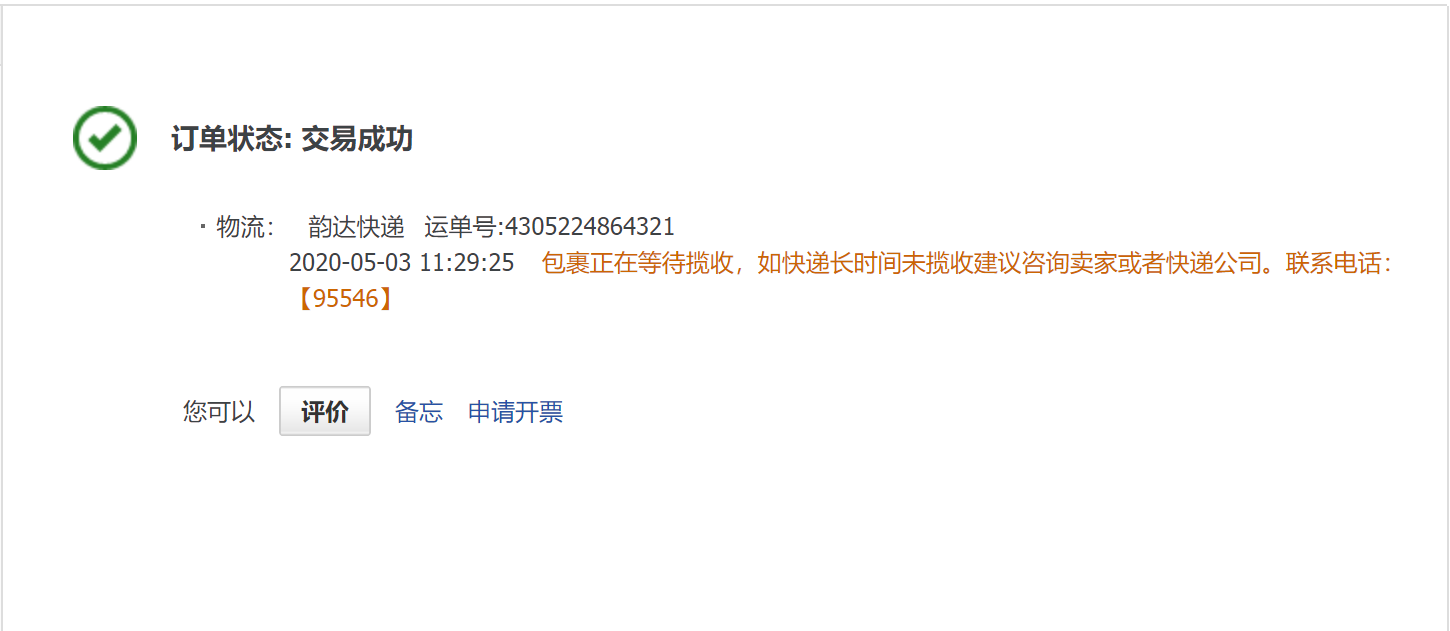 订单状态: 交易成功
· 物流： 韵达快递 运单号:4305224864321
2020-05-03 11:29:25 包裹正在等待揽收，如快递长时间未揽收建议咨询卖家或者快递公司。联系电话：
【95546】
您可以 评价 备忘 申请开票